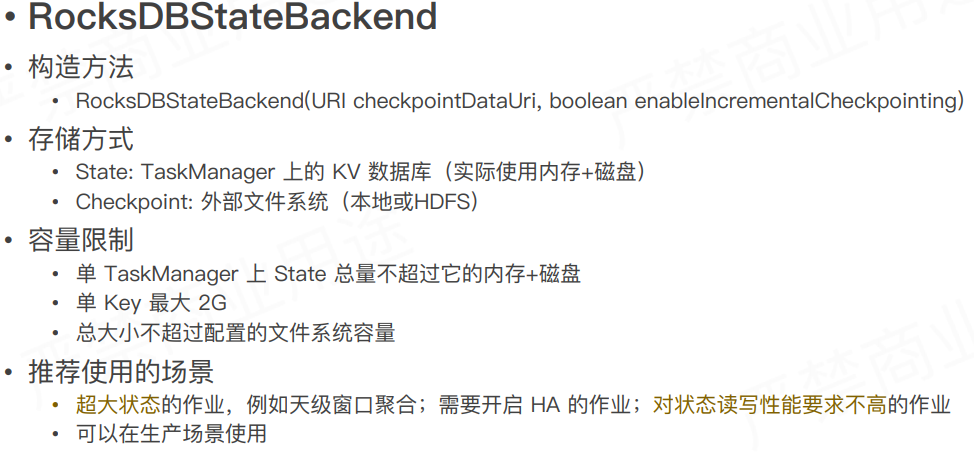 • RocksDBStateBackend
• 构造方法
• RocksDBStateBackend(URI checkpointDataUri, boolean enableIncrementalCheckpointing)
• 存储方式
• State: TaskManager 上的 KV 数据库（实际使用内存+磁盘）
• Checkpoint: 外部文件系统（本地或HDFS）
• 容量限制
• 单 TaskManager 上 State 总量不超过它的内存+磁盘
• 单 Key 最大 2G
• 总大小不超过配置的文件系统容量
• 推荐使用的场景
• 超大状态的作业，例如天级窗口聚合；需要开启 HA 的作业；对状态读写性能要求不高的作业
• 可以在生产场景使用
严禁商业用途